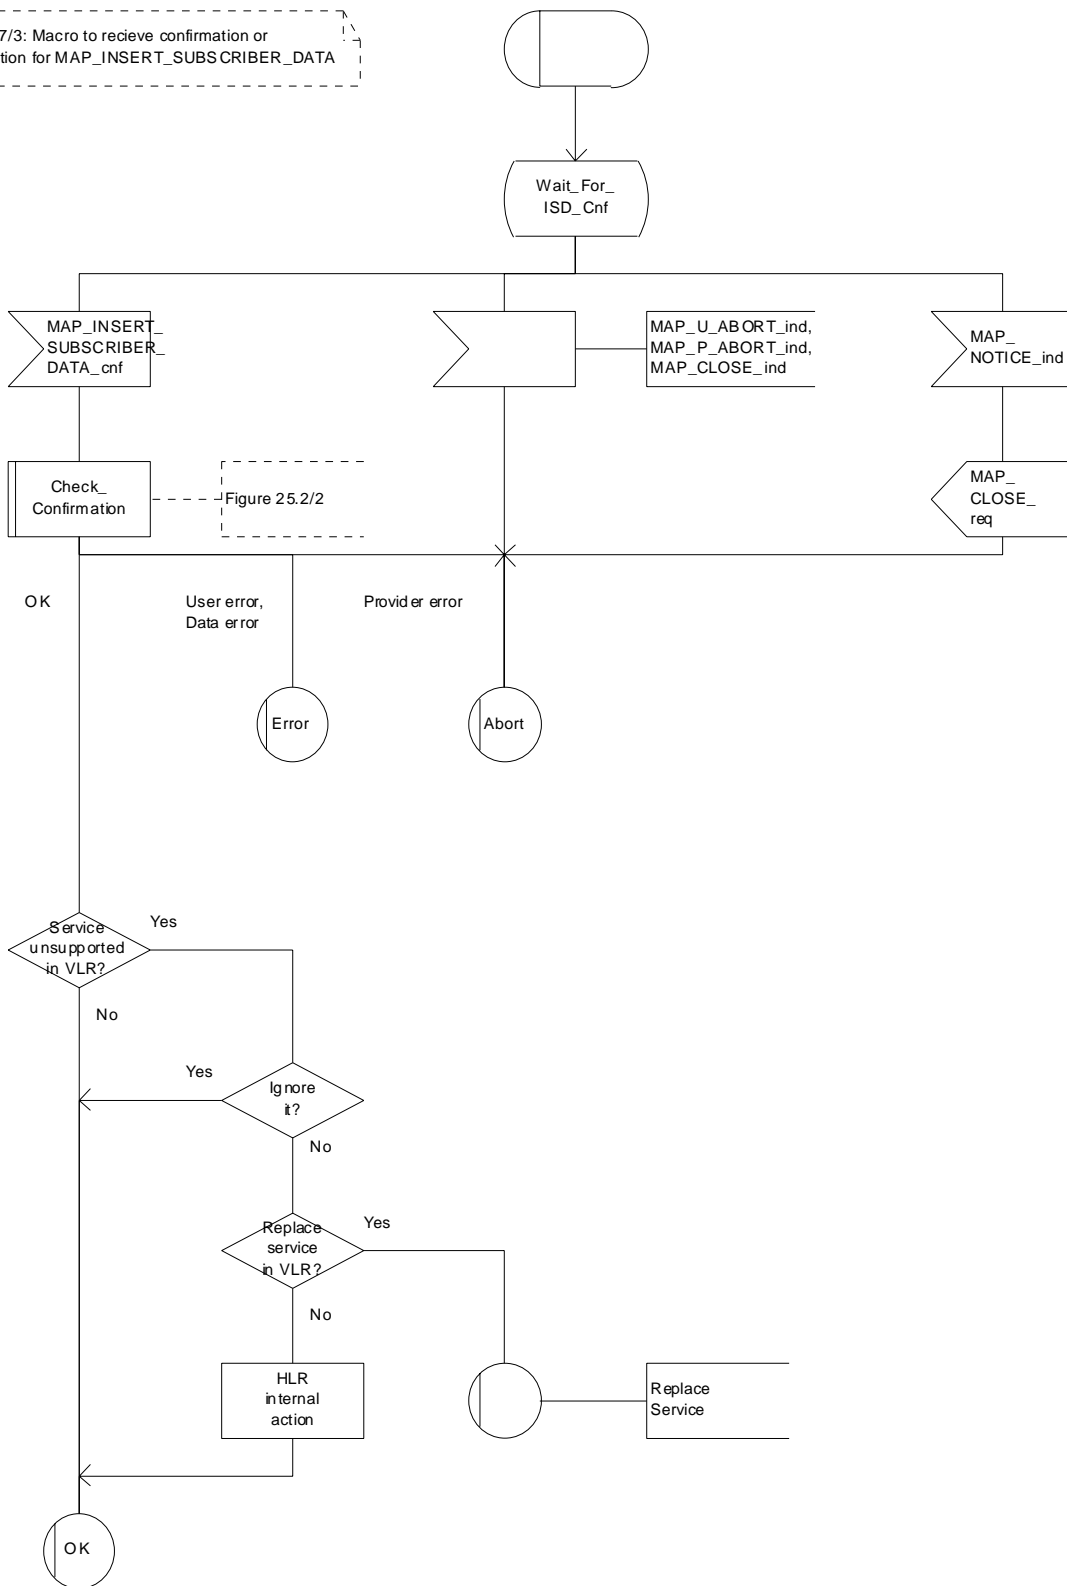 7/3: Macro to recieve confirmation or
tion for MAP_INSERT_SUBSCRIBER_DATA
Wait_For_
ISD_Cnf
MAP_INSERT_
SUBSCRIBER_
DATA_cnf
MAP_U_ABORT_ind,
MAP_P_ABORT_ind,
MAP_CLOSE_ind
MAP_
NOTICE_ind
Check_
Confirmation
Figure 25.2/2
MAP_
CLOSE_
req
OK
User error,
Data error
Provider error
Error
Abort
Service
unsupported
in VLR?
Yes
No
Yes
Ignore
it?
No
Replace
service
in VLR?
Yes
No
HLR
internal
action
Replace
Service
OK